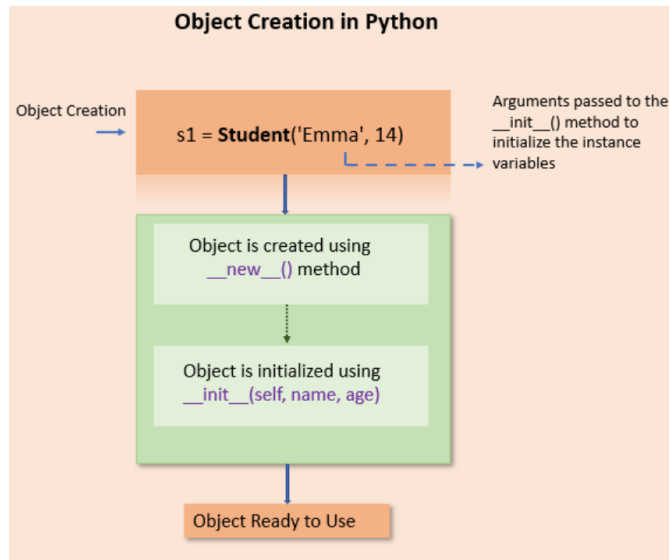 Object Creation in Python
Object Creation
s1 = Student('Emma', 14)
Arguments passed to the
__init__() method to
initialize the instance
variables
Object is created using
__new__() method
Object is initialized using
__init__(self, name, age)
Object Ready to Use